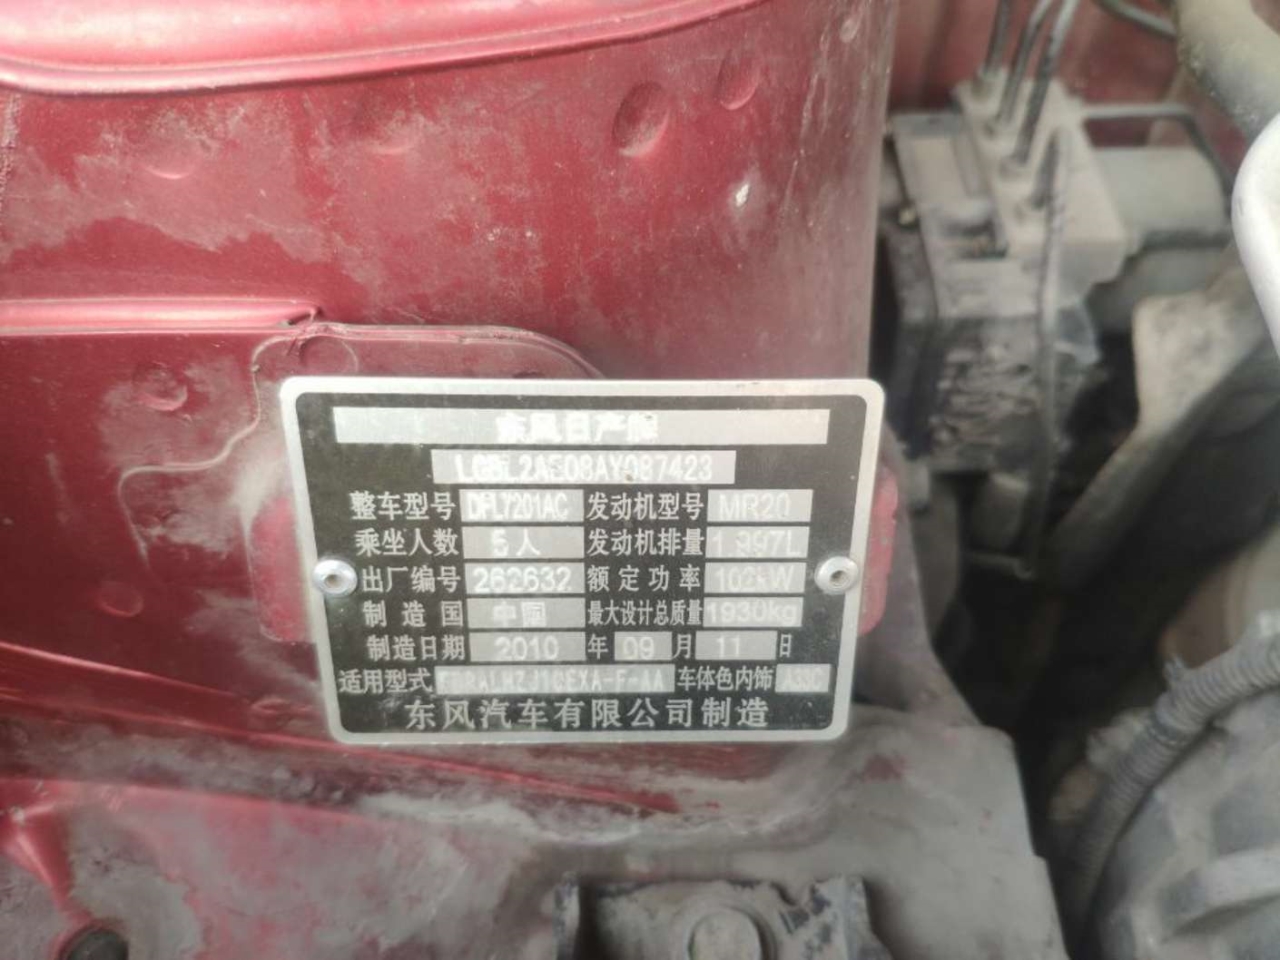 东风日产牌
LGBL2AE08AY087423
整车型号 DFL7201AC 发动机型号 MR20
乘坐人数 5人 发动机排量 1.997L
出厂编号 262632 额定功率 102kW
制造国 中国 最大设计总质量 1930kg
制造日期 2010 年 09 月 11 日
适用型式 车体色内饰
东风汽车有限公司制造